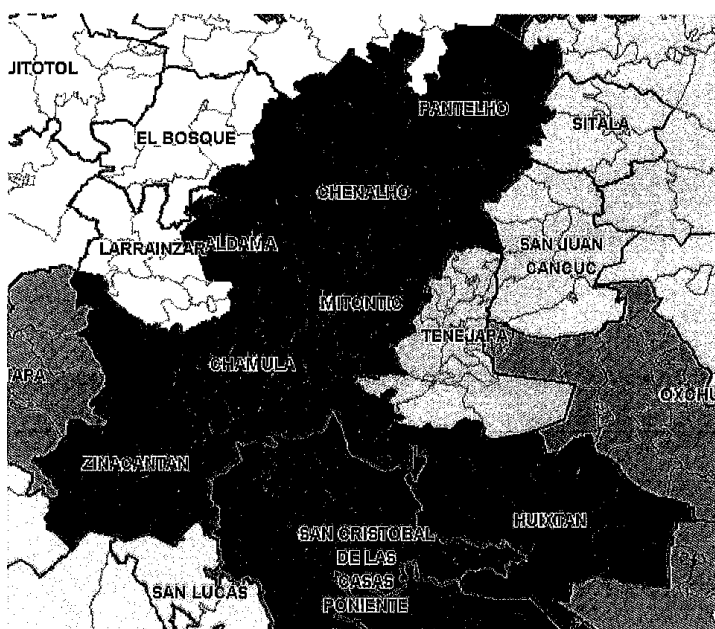 JITOTOL
PANTELHO
EL BOSQUE
SITALA
CHENALHO
LARRAINZAR
ALDAMA
SAN JUAN
CANCUC
MITONTIC
TENEJAPA
CHAMULA
OXCHU
ZINACANTAN
HUIXTAN
SAN CRISTOBAL
DE LAS
CASAS
PONIENTE
SAN LUCAS